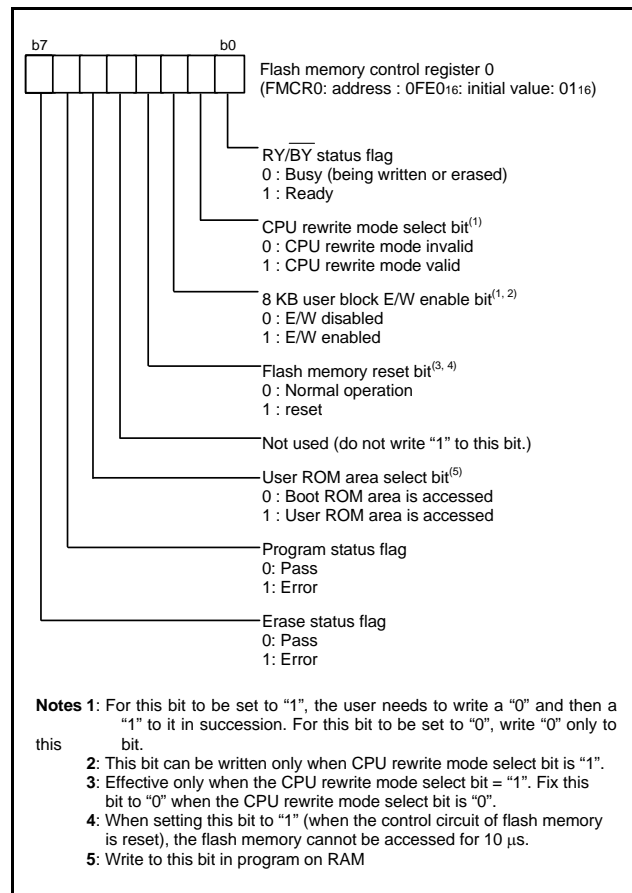 b7 b0
Flash memory control register 0
(FMCR0: address : 0FE016: initial value: 0116)
RY/BY status flag
0 : Busy (being written or erased)
1 : Ready
CPU rewrite mode select bit(1)
0 : CPU rewrite mode invalid
1 : CPU rewrite mode valid
8 KB user block E/W enable bit(1, 2)
0 : E/W disabled
1 : E/W enabled
Flash memory reset bit(3, 4)
0 : Normal operation
1 : reset
Not used (do not write “1” to this bit.)
User ROM area select bit(5)
0 : Boot ROM area is accessed
1 : User ROM area is accessed
Program status flag
0: Pass
1: Error
Erase status flag
0: Pass
1: Error
Notes 1: For this bit to be set to “1”, the user needs to write a “0” and then a
“1” to it in succession. For this bit to be set to “0”, write “0” only to
this bit.
2: This bit can be written only when CPU rewrite mode select bit is “1”.
3: Effective only when the CPU rewrite mode select bit = “1”. Fix this
bit to “0” when the CPU rewrite mode select bit is “0”.
4: When setting this bit to “1” (when the control circuit of flash memory
is reset), the flash memory cannot be accessed for 10 μs.
5: Write to this bit in program on RAM